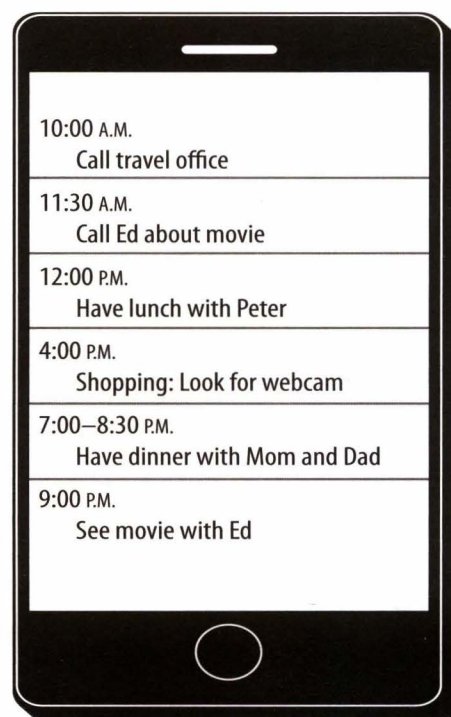 10:00 A.M.
Call travel office
11:30 A.M.
Call Ed about movie
12:00 P.M.
Have lunch with Peter
4:00 P.M.
Shopping: Look for webcam
7:00–8:30 P.M.
Have dinner with Mom and Dad
9:00 P.M.
See movie with Ed